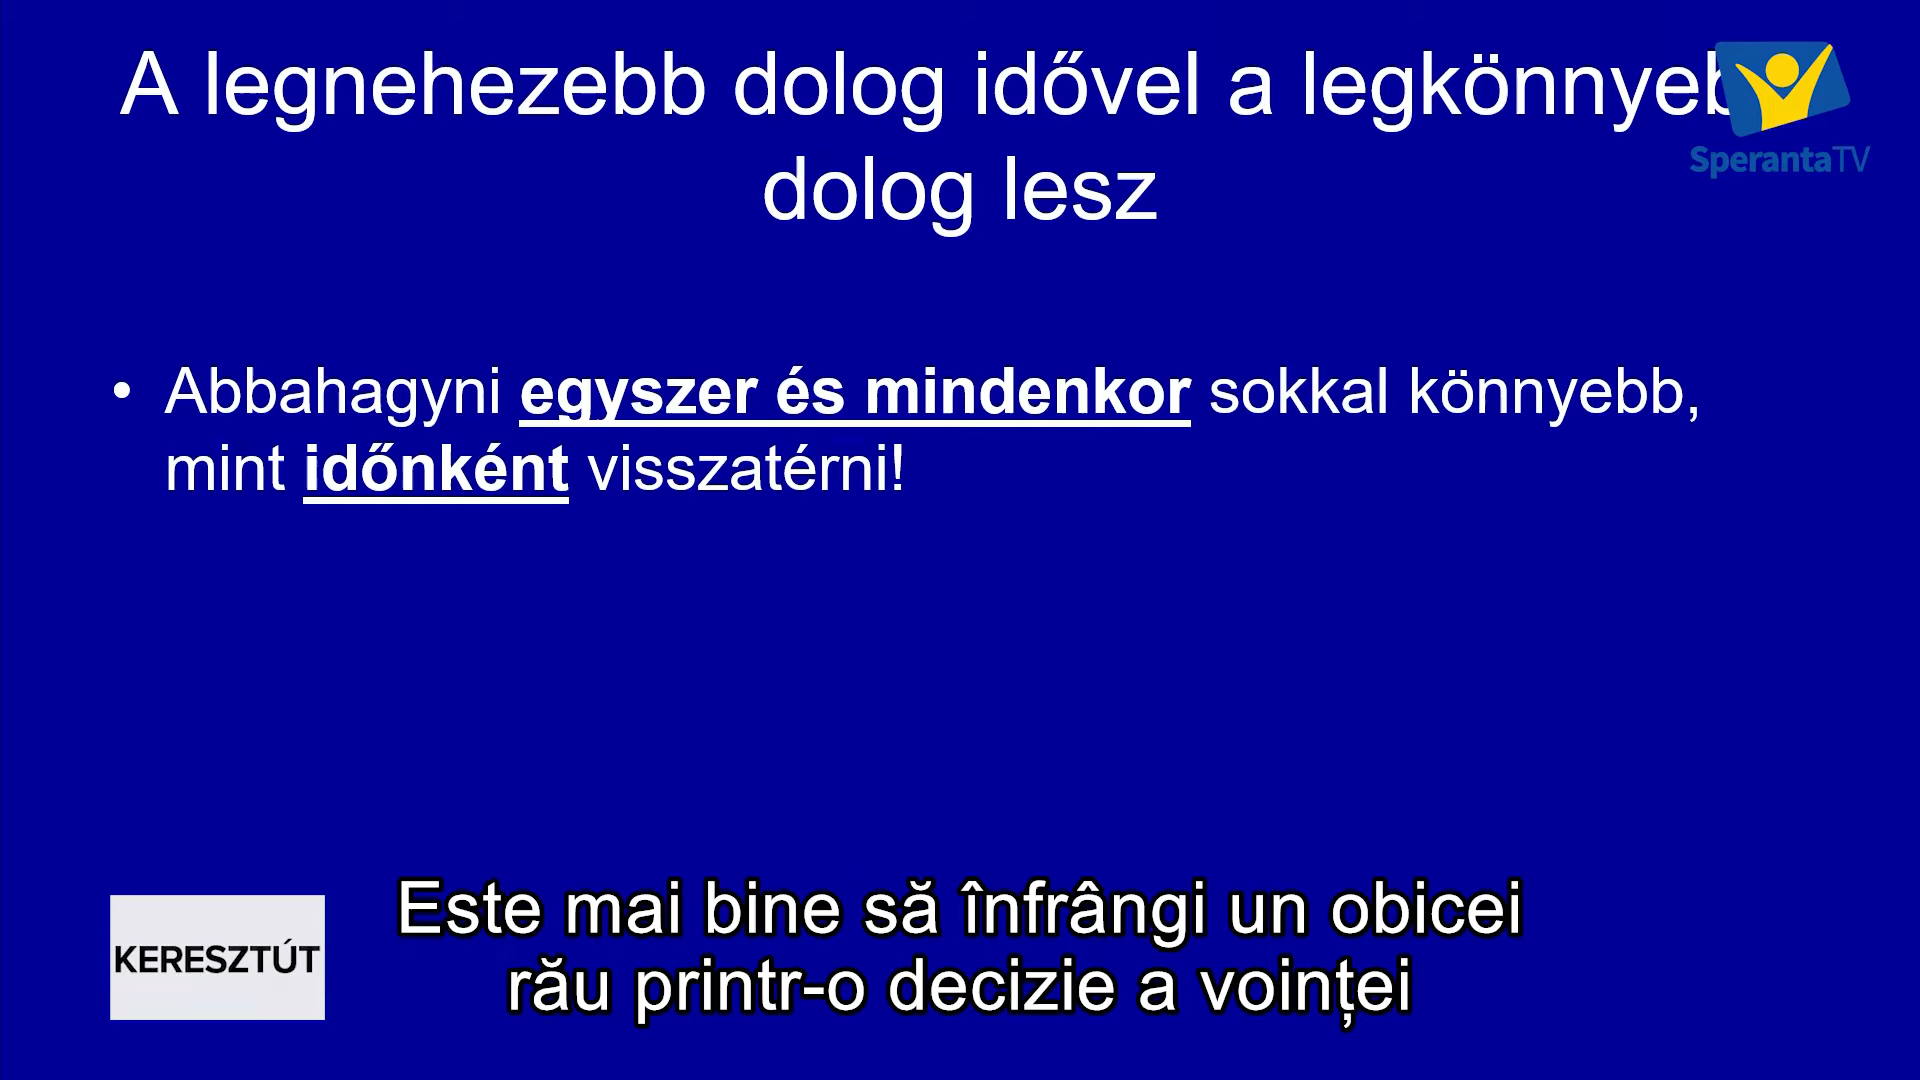 A legnehezebb dolog idővel a legkönnyebb
dolog lesz
SperantaTV
• Abbahagyni egyszer és mindenkor sokkal könnyebb,
mint időnként visszatérni!
Este mai bine să înfrângi un obicei
rău printr-o decizie a voinței
KERESZTÚT